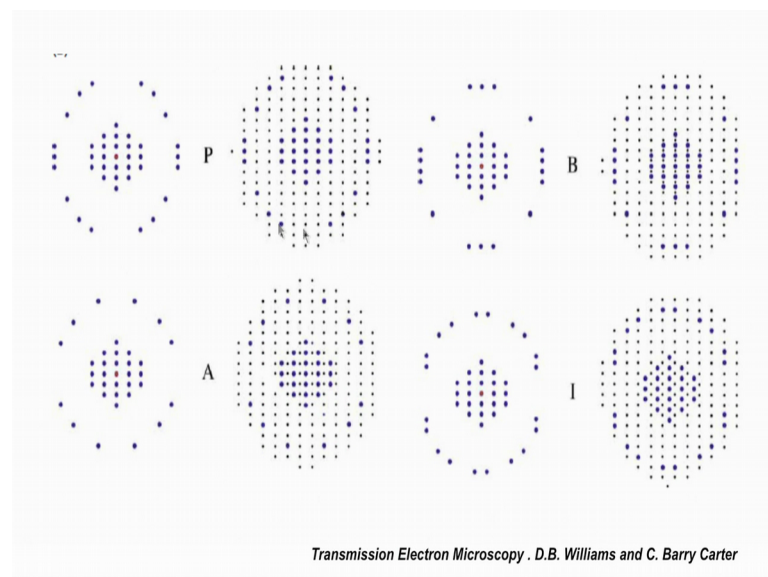 P
B
A
I
Transmission Electron Microscopy . D.B. Williams and C. Barry Carter